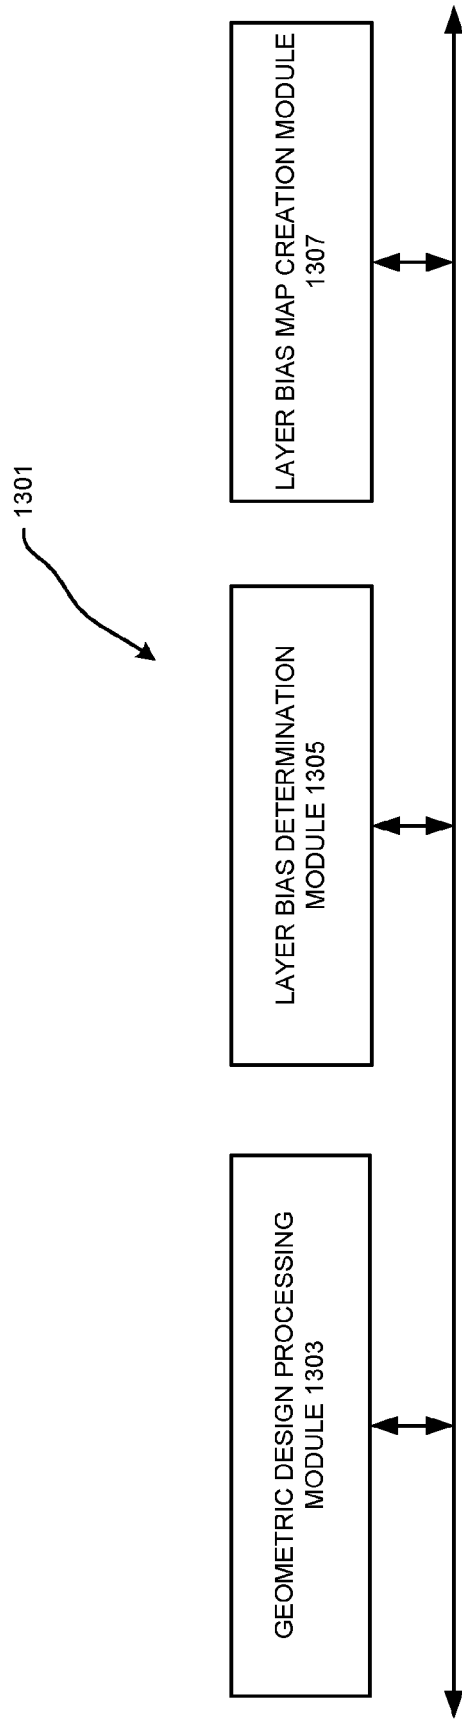 1301
GEOMETRIC DESIGN PROCESSING
MODULE 1303
LAYER BIAS DETERMINATION
MODULE 1305
LAYER BIAS MAP CREATION MODULE
1307